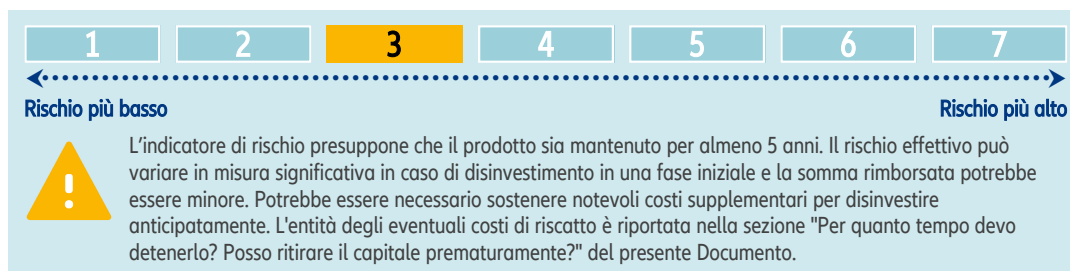 1 2 3 4 5 6 7
Rischio più basso Rischio più alto
L'indicatore di rischio presuppone che il prodotto sia mantenuto per almeno 5 anni. Il rischio effettivo può
variare in misura significativa in caso di disinvestimento in una fase iniziale e la somma rimborsata potrebbe
essere minore. Potrebbe essere necessario sostenere notevoli costi supplementari per disinvestire
anticipatamente. L'entità degli eventuali costi di riscatto è riportata nella sezione "Per quanto tempo devo
detenerlo? Posso ritirare il capitale prematuramente?" del presente Documento.